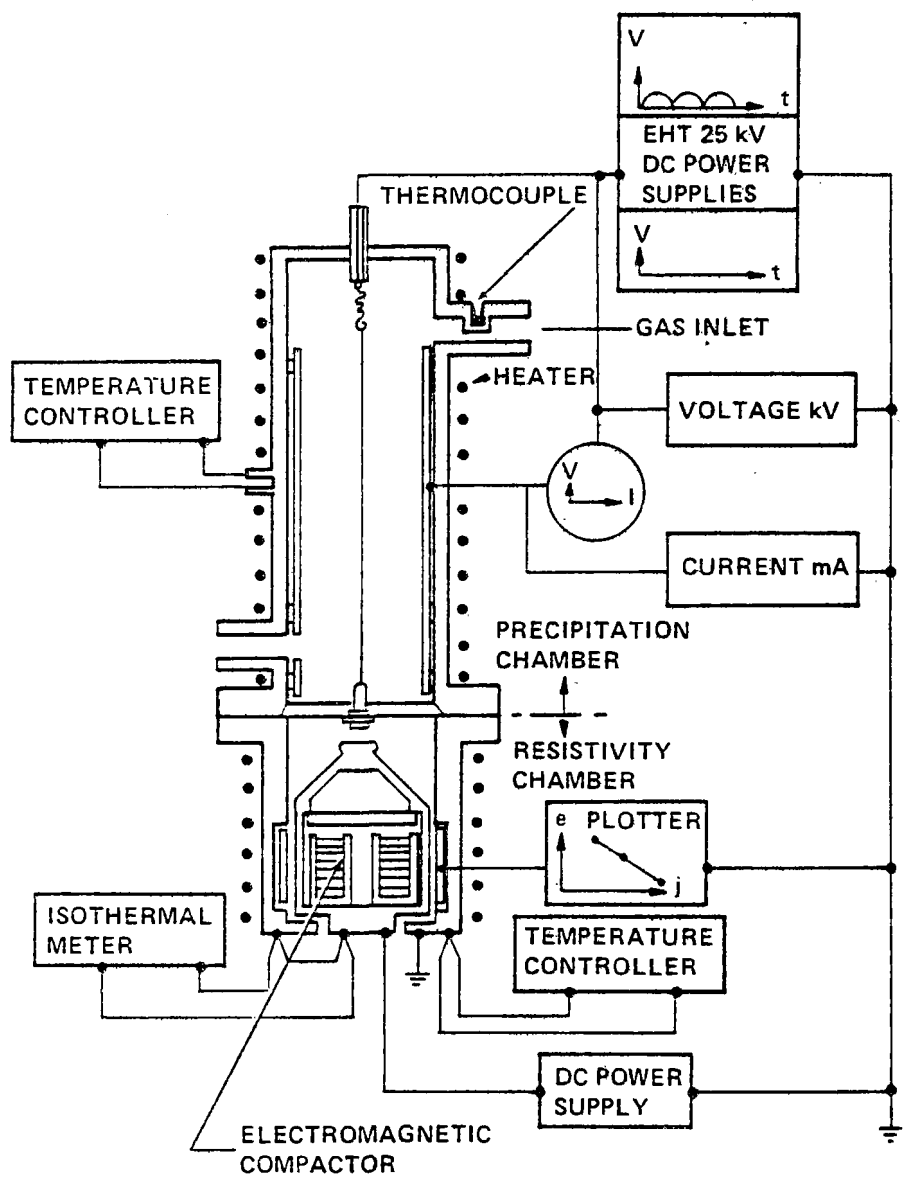 V
t
EHT 25 kV
DC POWER
SUPPLIES
V
t
THERMOCOUPLE
GAS INLET
HEATER
TEMPERATURE
CONTROLLER
VOLTAGE kV
V
I
CURRENT mA
PRECIPITATION
CHAMBER
RESISTIVITY
CHAMBER
e PLOTTER
j
ISOTHERMAL
METER
TEMPERATURE
CONTROLLER
DC POWER
SUPPLY
ELECTROMAGNETIC
COMPACTOR